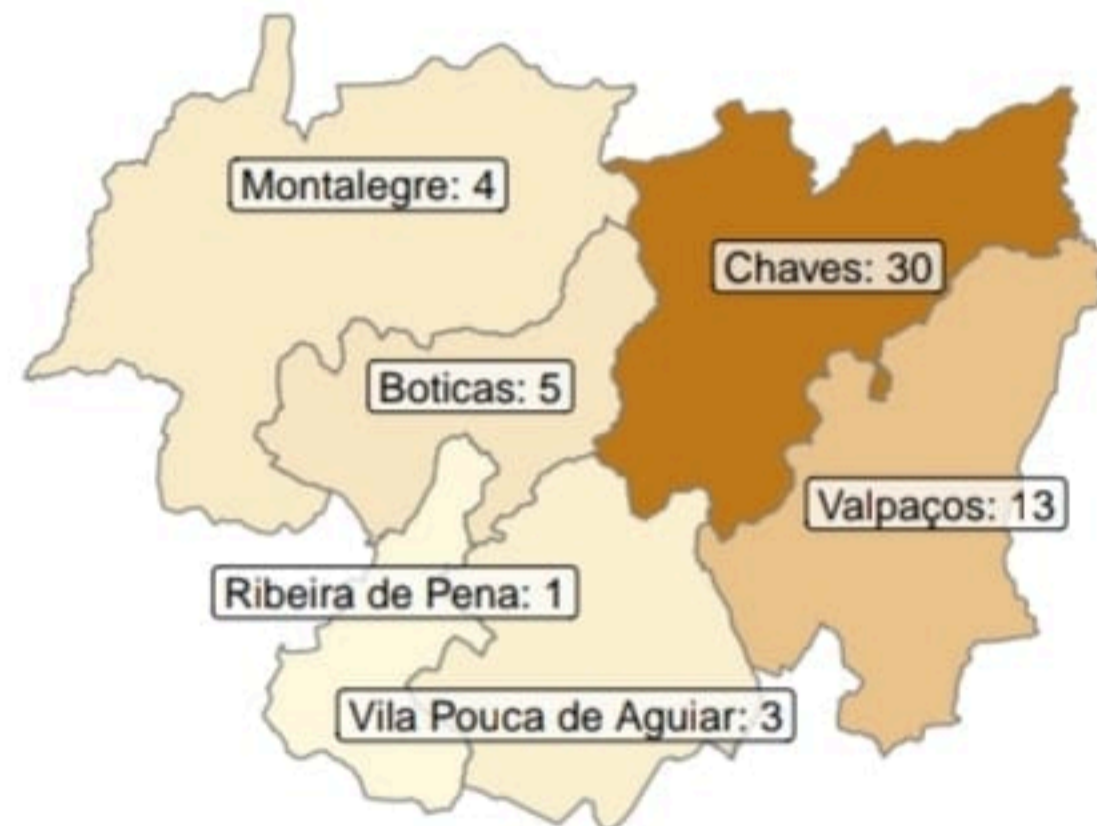 Montalegre: 4
Chaves: 30
Boticas: 5
Valpaços: 13
Ribeira de Pena: 1
Vila Pouca de Aguiar: 3